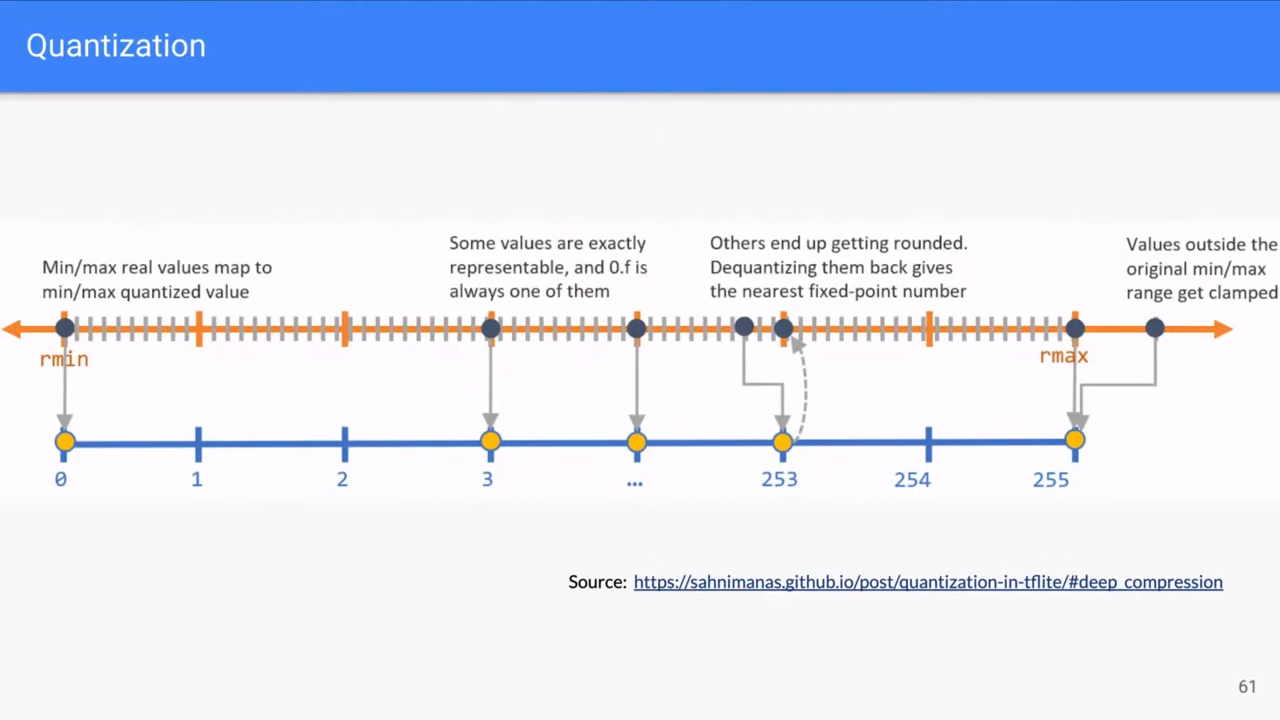 Quantization
Min/max real values map to
min/max quantized value
Some values are exactly
representable, and 0.f is
always one of them
Others end up getting rounded.
Dequantizing them back gives
the nearest fixed-point number
Values outside the
original min/max
range get clamped
rmin
rmax
0
1
2
3
...
253
254
255
Source: https://sahnimanas.github.io/post/quantization-in-tflite/#deep_compression
61